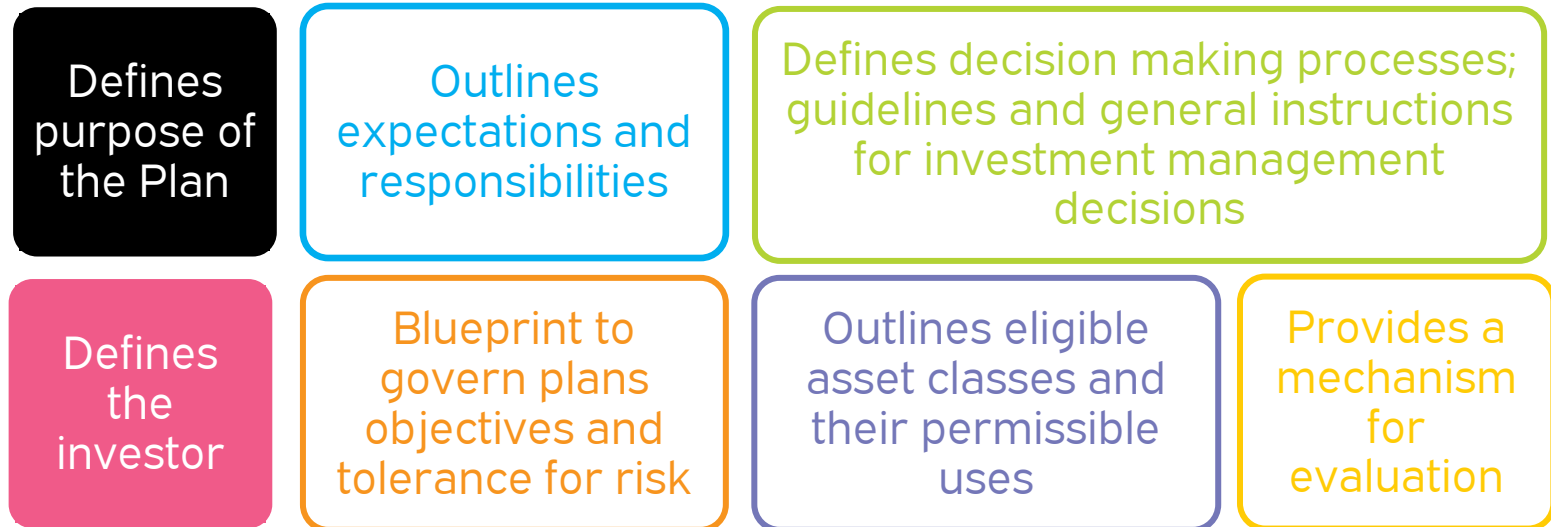 Defines
purpose of
the Plan
Outlines
expectations and
responsibilities
Defines decision making processes;
guidelines and general instructions
for investment management
decisions
Defines
the
investor
Blueprint to
govern plans
objectives and
tolerance for risk
Outlines eligible
asset classes and
their permissible
uses
Provides a
mechanism
for
evaluation